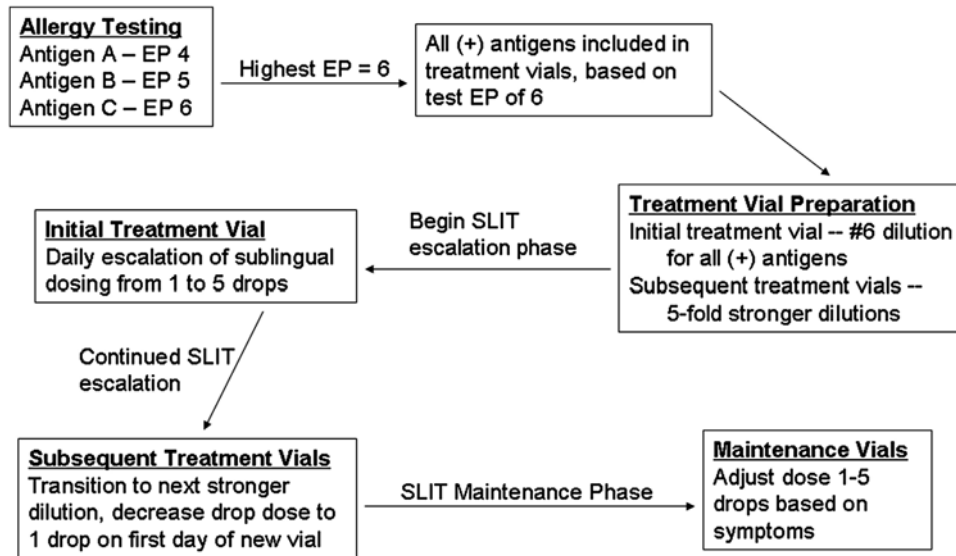 Allergy Testing
Antigen A – EP 4
Antigen B – EP 5
Antigen C – EP 6
Highest EP = 6
All (+) antigens included in
treatment vials, based on
test EP of 6
Treatment Vial Preparation
Initial treatment vial -- #6 dilution
for all (+) antigens
Subsequent treatment vials --
5-fold stronger dilutions
Begin SLIT
escalation phase
Initial Treatment Vial
Daily escalation of sublingual
dosing from 1 to 5 drops
Continued SLIT
escalation
Subsequent Treatment Vials
Transition to next stronger
dilution, decrease drop dose to
1 drop on first day of new vial
SLIT Maintenance Phase
Maintenance Vials
Adjust dose 1-5
drops based on
symptoms